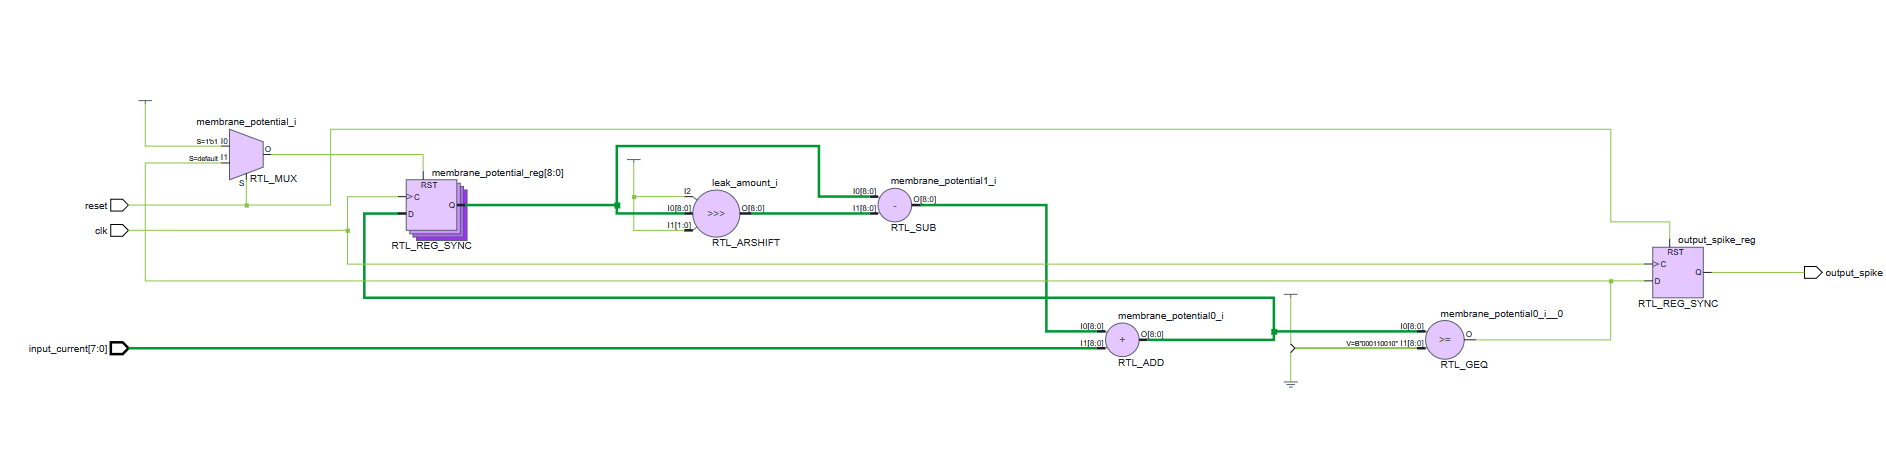 membrane_potential_i
S=1'b1 I0
O
S=default I1
S
RTL_MUX
reset
clk
membrane_potential_reg[8:0]
RST
C
Q
D
RTL_REG_SYNC
leak_amount_i
I2
I0[8:0]
>>>
O[8:0]
I1[1:0]
RTL_ARSHIFT
membrane_potential1_i
I0[8:0]
-
O[8:0]
I1[8:0]
RTL_SUB
output_spike_reg
RST
C
Q
D
RTL_REG_SYNC
output_spike
input_current[7:0]
membrane_potential0_i
I0[8:0]
+
O[8:0]
I1[8:0]
RTL_ADD
membrane_potential0_i__0
I0[8:0]
>=
O
V=B"000110010" I1[8:0]
RTL_GEQ